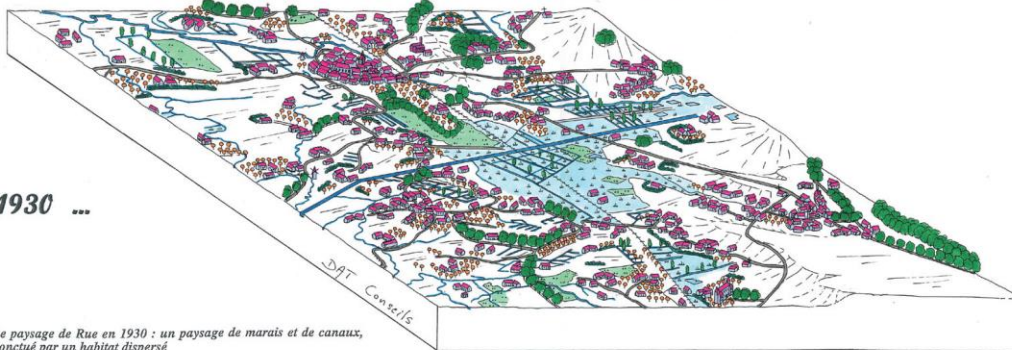 1930 ...
DAT Conseils
e paysage de Rue en 1930 : un paysage de marais et de canaux,
onctué par un habitat dispersé